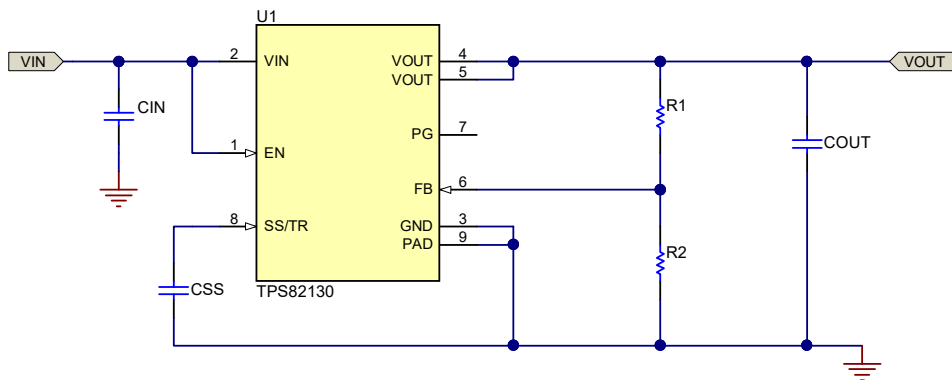 U1
VIN
2
VIN
VOUT
4
VOUT
VOUT
5
CIN
R1
PG
7
COUT
1
EN
FB
6
8
SS/TR
GND
3
PAD
9
R2
CSS
TPS82130